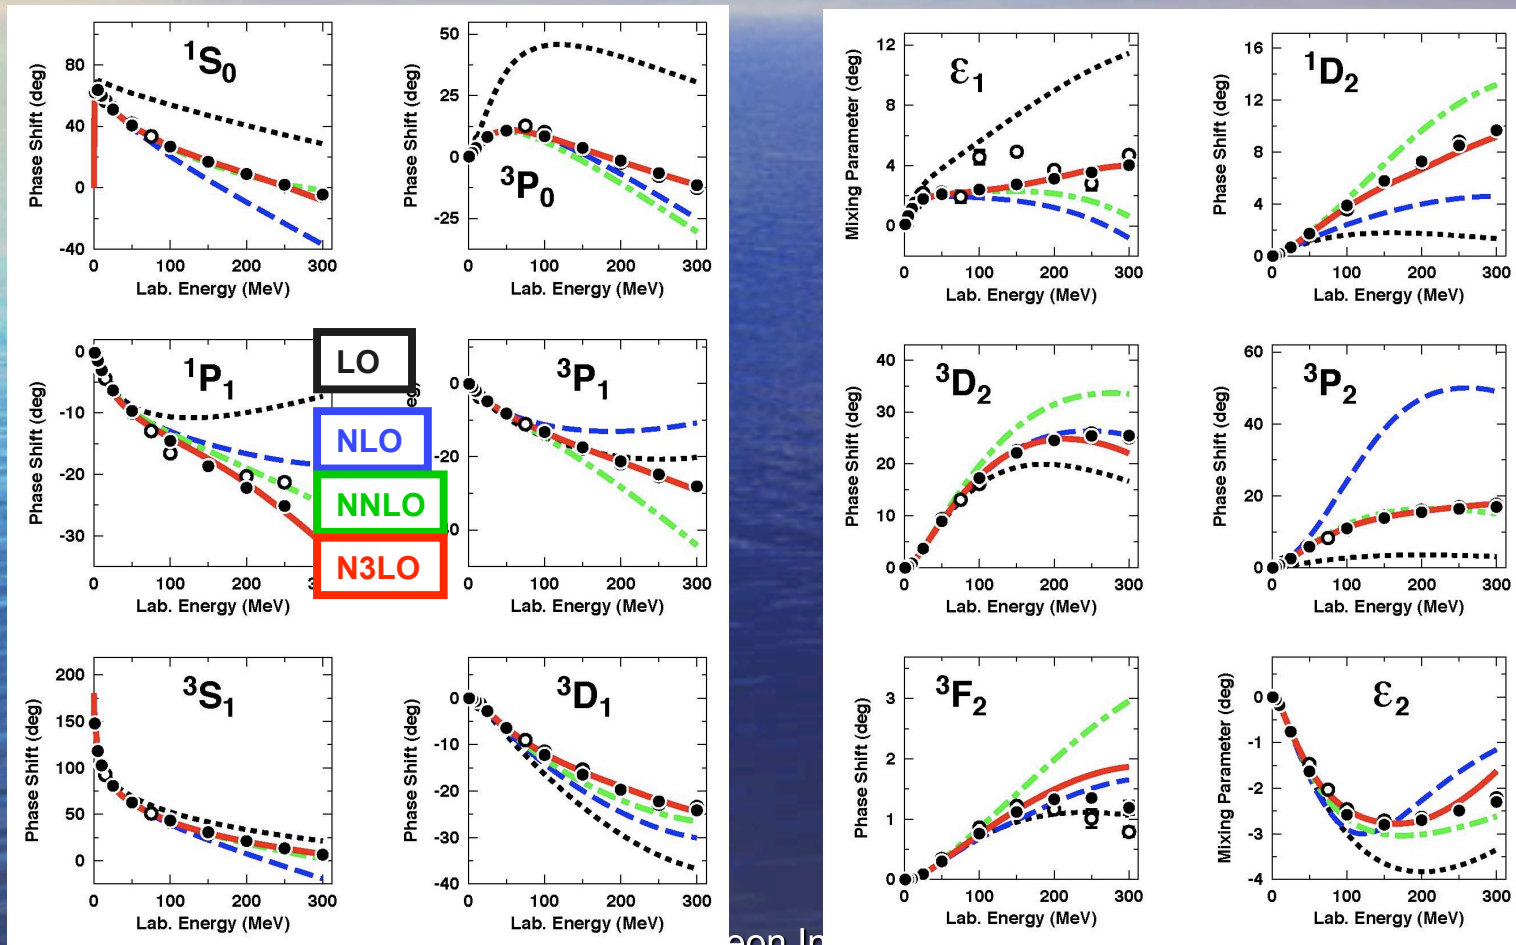 ¹S₀
Phase Shift (deg)
80
40
0
-40
0 100 200 300
Lab. Energy (MeV)
³P₀
Phase Shift (deg)
50
25
0
-25
0 100 200 300
Lab. Energy (MeV)
ε₁
Mixing Parameter (deg)
12
8
4
0
0 100 200 300
Lab. Energy (MeV)
¹D₂
Phase Shift (deg)
16
12
8
4
0
0 100 200 300
Lab. Energy (MeV)
¹P₁
Phase Shift (deg)
0
-10
-20
-30
0 100 200 3
Lab. Energy (MeV)
LO
NLO
NNLO
N3LO
³P₁
0
-20
0 100 200 300
Lab. Energy (MeV)
³D₂
Phase Shift (deg)
40
30
20
10
0
0 100 200 300
Lab. Energy (MeV)
³P₂
Phase Shift (deg)
60
40
20
0
0 100 200 300
Lab. Energy (MeV)
³S₁
Phase Shift (deg)
200
150
100
50
0
0 100 200 300
Lab. Energy (MeV)
³D₁
Phase Shift (deg)
0
-10
-20
-30
-40
0 100 200 300
Lab. Energy (MeV)
³F₂
Phase Shift (deg)
3
2
1
0
0 100 200 300
Lab. Energy (MeV)
ε₂
Mixing Parameter (deg)
0
-1
-2
-3
-4
0 100 200 300
Lab. Energy (MeV)